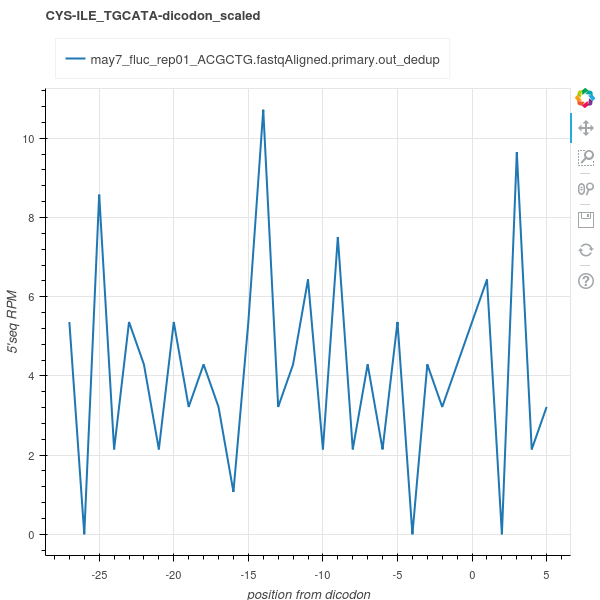 CYS-ILE_TGCATA-dicodon_scaled
may7_fluc_rep01_ACGCTG.fastqAligned.primary.out_dedup
10
8
6
4
2
0
5'seq RPM
-25 -20 -15 -10 -5 0 5
position from dicodon